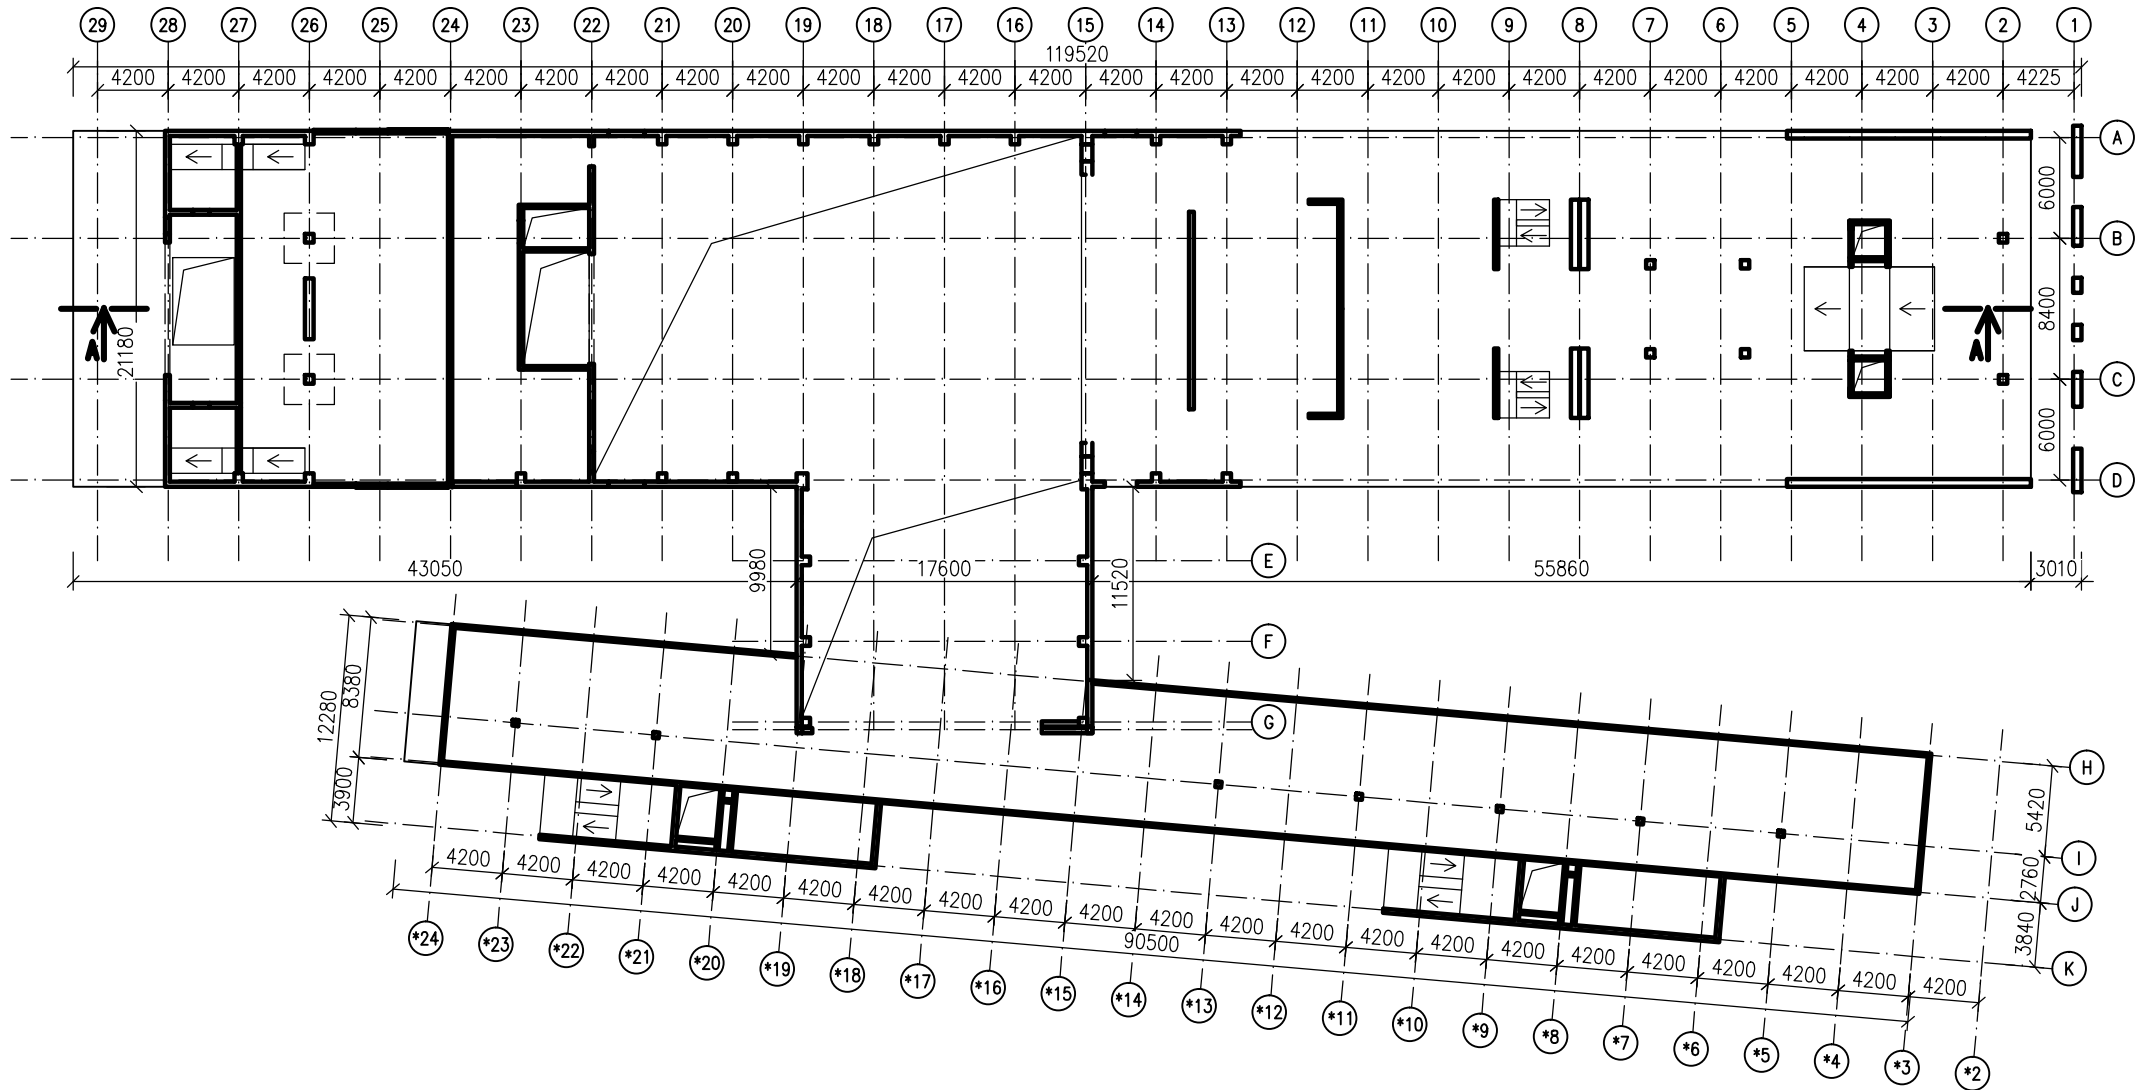 29 28 27 26 25 24 23 22 21 20 19 18 17 16 15 14 13 12 11 10 9 8 7 6 5 4 3 2 1
119520
4200 4200 4200 4200 4200 4200 4200 4200 4200 4200 4200 4200 4200 4200 4200 4200 4200 4200 4200 4200 4200 4200 4200 4200 4200 4200 4200 4225
A
6000
B
21180
8400
A
A
C
6000
D
E
43050 17600 55860 3010
9980
11520
F
G
12280
8380
3900
H
5420
I
2760
J
3840
K
4200 4200 4200 4200 4200 4200 4200 4200 4200 4200 4200 4200 4200 4200 4200 4200 4200 4200 4200 4200 4200 4200
90500
*24 *23 *22 *21 *20 *19 *18 *17 *16 *15 *14 *13 *12 *11 *10 *9 *8 *7 *6 *5 *4 *3 *2